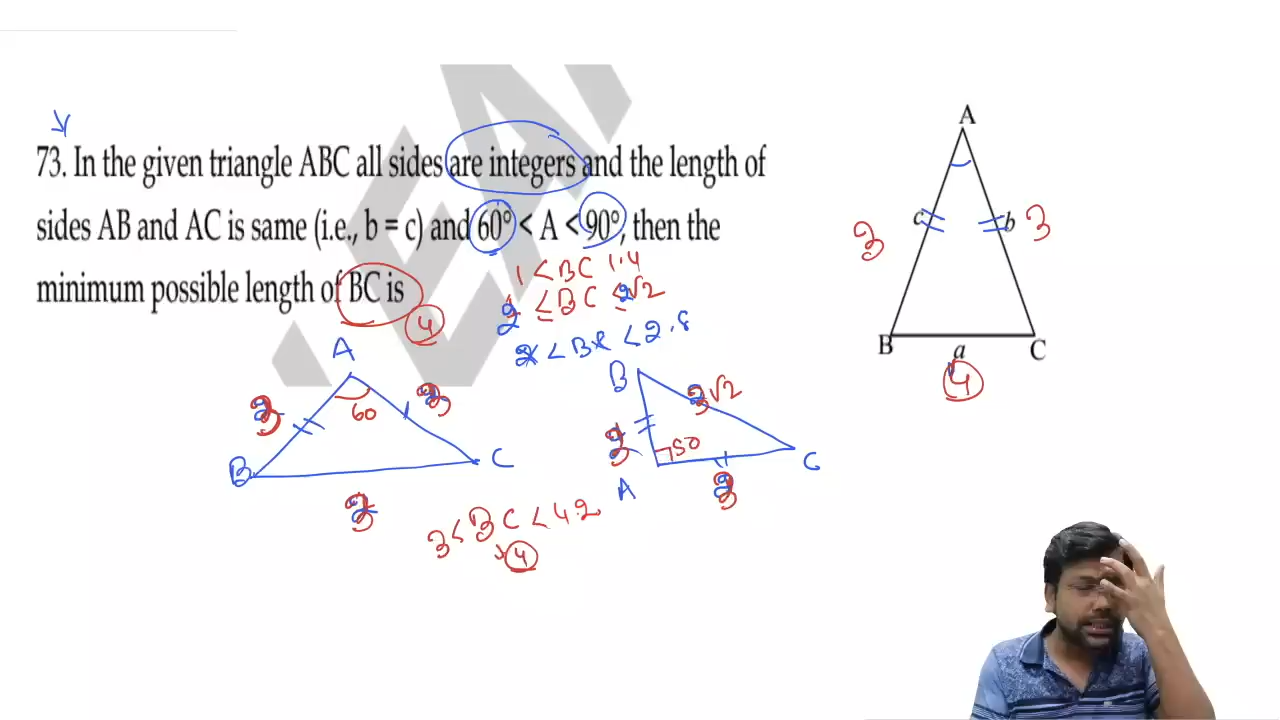 73. In the given triangle ABC all sides are integers and the length of
sides AB and AC is same (i.e., b = c) and 60° < A < 90°, then the
minimum possible length of BC is
4
1 < BC 1.4
≤ BC ≤ 2√2
2 < BC < 2.8
A
60
B
C
3
B
3√2
3
A
C
3 < BC < 4.2
4
A
c
b
3
3
B
a
C
4